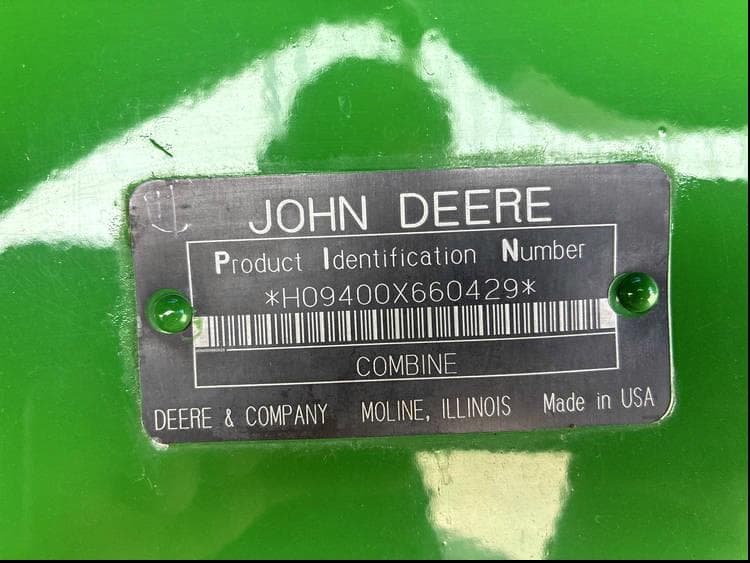 JOHN DEERE
Product Identification Number
*H09400X660429*
COMBINE
DEERE & COMPANY MOLINE, ILLINOIS Made in USA